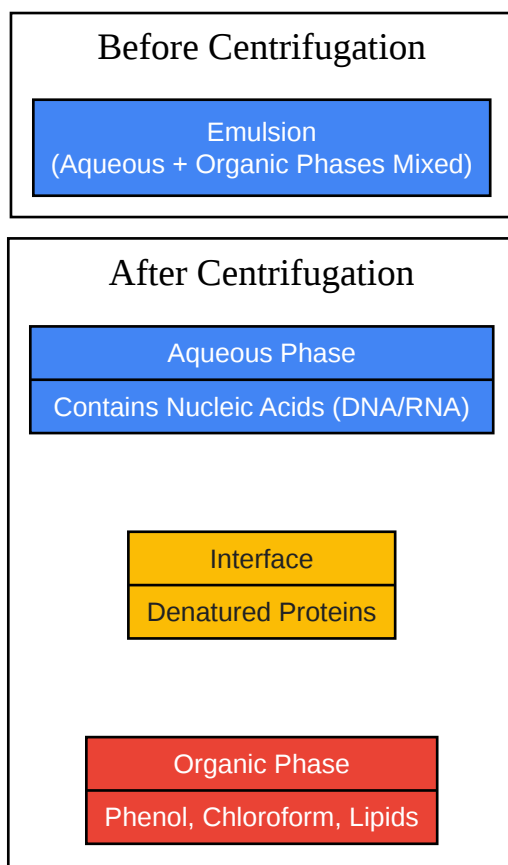 Before Centrifugation
Emulsion
(Aqueous + Organic Phases Mixed)
After Centrifugation
Aqueous Phase
Contains Nucleic Acids (DNA/RNA)
Interface
Denatured Proteins
Organic Phase
Phenol, Chloroform, Lipids